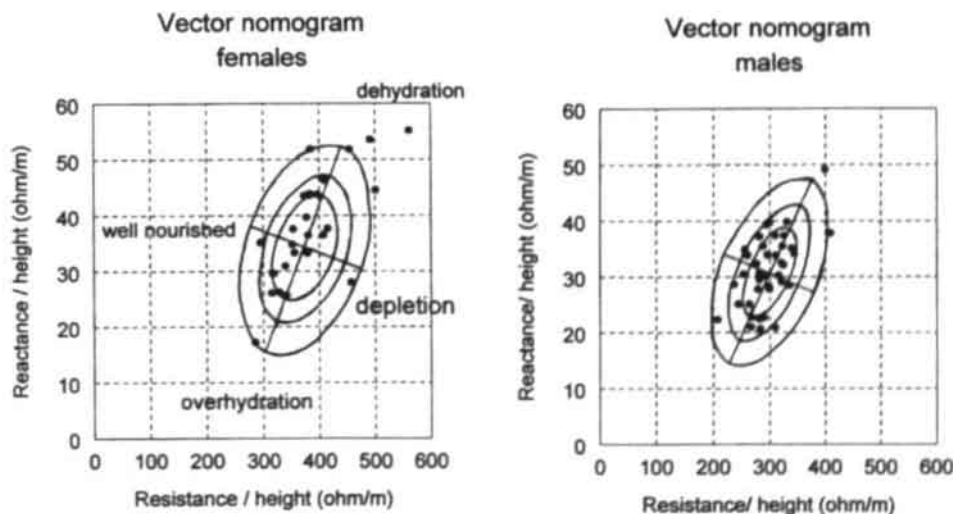 Vector nomogram
females
dehydration
60
50
40
30
20
10
0
Reactance / height (ohm/m)
well nourished
depletion
overhydration
0 100 200 300 400 500 600
Resistance / height (ohm/m)
Vector nomogram
males
60
50
40
30
20
10
0
Reactance/ height (ohm/m)
0 100 200 300 400 500 600
Resistance/ height (ohm/m)